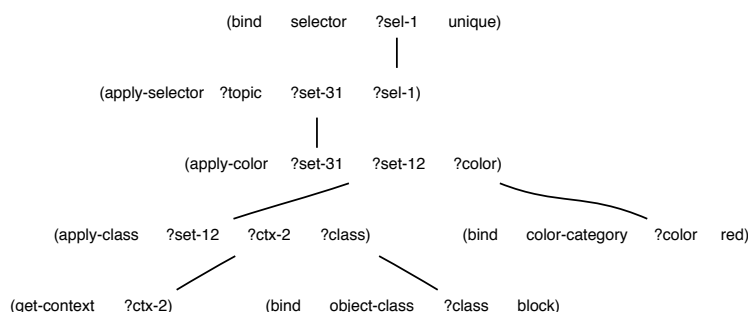 (bind selector ?sel-1 unique)
(apply-selector ?topic ?set-31 ?sel-1)
(apply-color ?set-31 ?set-12 ?color)
(apply-class ?set-12 ?ctx-2 ?class) (bind color-category ?color red)
(get-context ?ctx-2) (bind object-class ?class block)